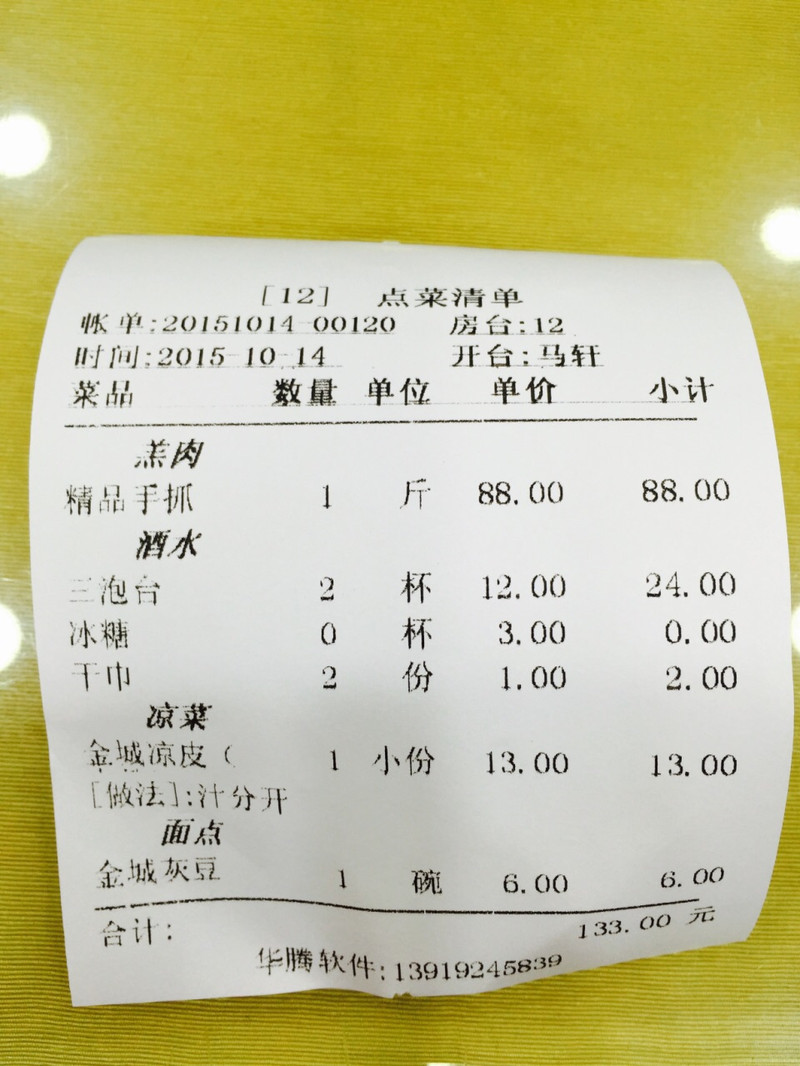 [12] 点菜清单
帐单:20151014-00120 房台:12
时间:2015-10-14 开台:马轩
菜品 数量 单位 单价 小计
羔肉
精品手抓 1 斤 88.00 88.00
酒水
三泡台 2 杯 12.00 24.00
冰糖 0 杯 3.00 0.00
干巾 2 份 1.00 2.00
凉菜
金城凉皮( 1 小份 13.00 13.00
[做法]:汁分开
面点
金城灰豆 1 碗 6.00 6.00
合计: 133.00 元
华腾软件:13919245839